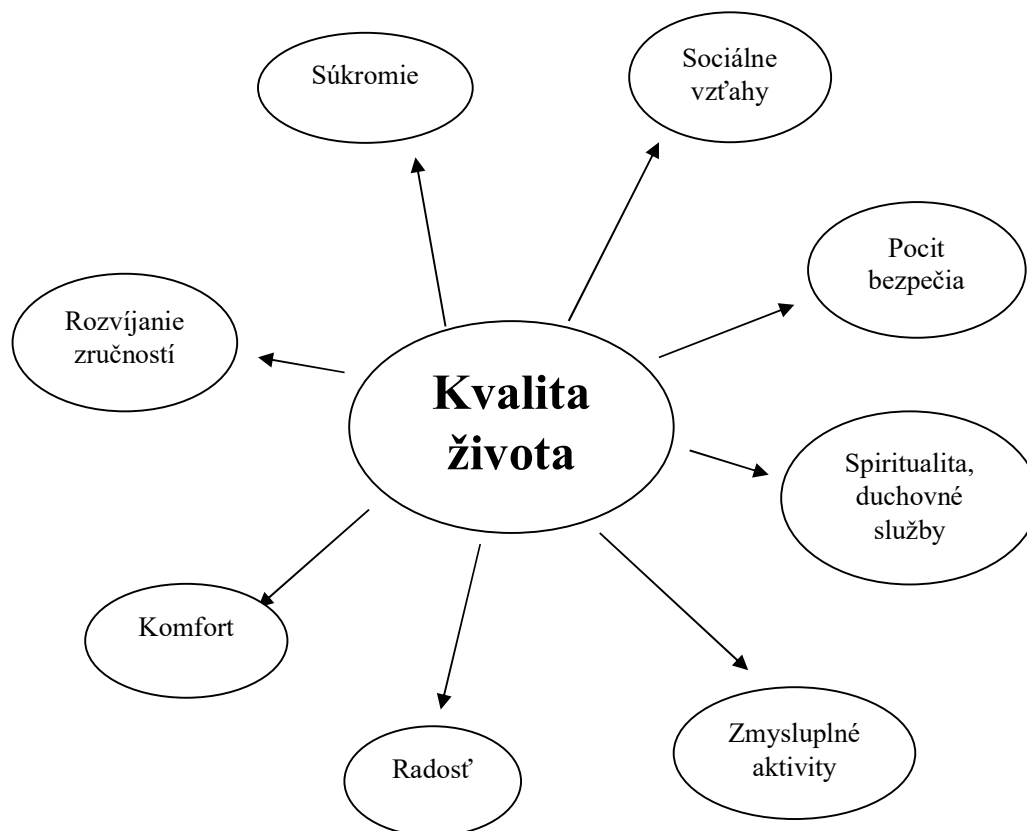 Súkromie
Sociálne
vzťahy
Pocit
bezpečia
Rozvíjanie
zručností
Kvalita
života
Spiritualita,
duchovné
služby
Komfort
Radosť
Zmysluplné
aktivity